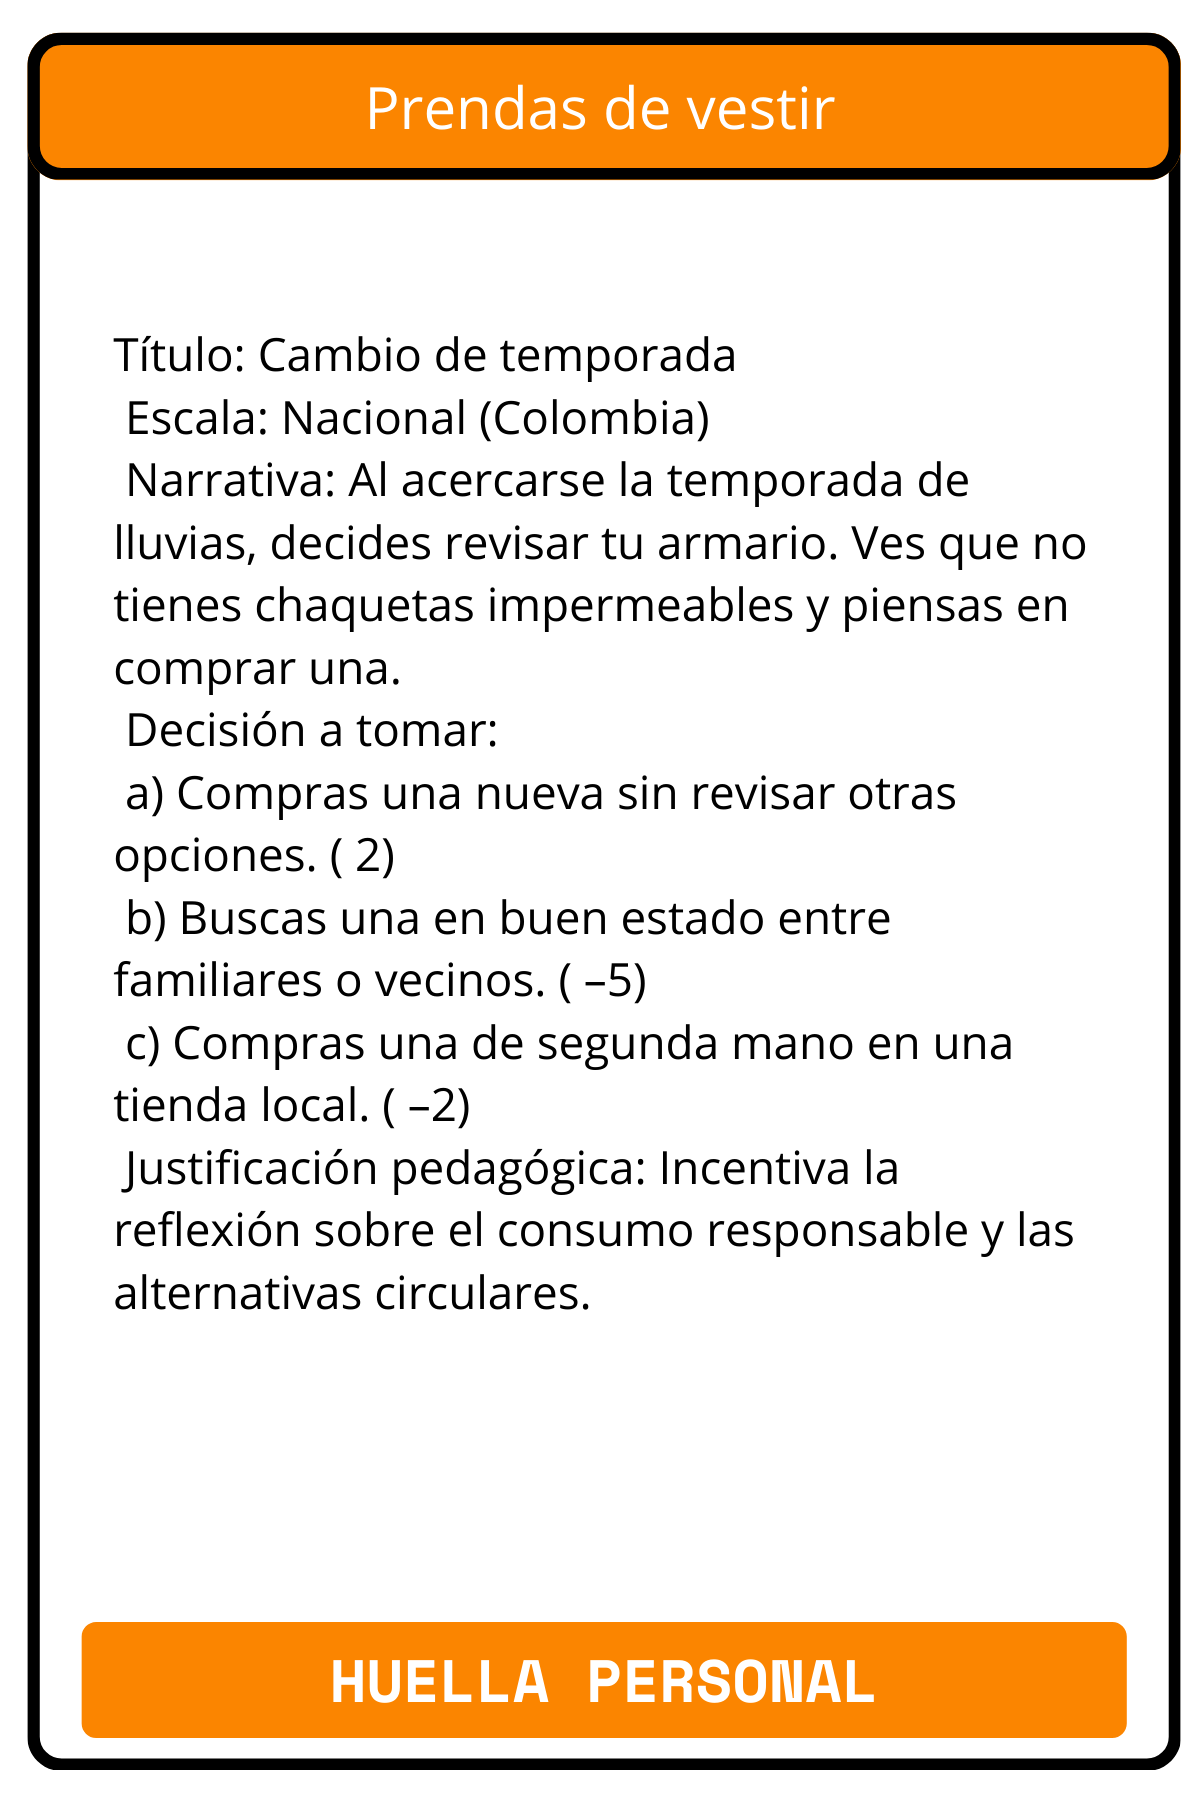 Prendas de vestir
Título: Cambio de temporada
Escala: Nacional (Colombia)
Narrativa: Al acercarse la temporada de
lluvias, decides revisar tu armario. Ves que no
tienes chaquetas impermeables y piensas en
comprar una.
Decisión a tomar:
a) Compras una nueva sin revisar otras
opciones. ( 2)
b) Buscas una en buen estado entre
familiares o vecinos. ( –5)
c) Compras una de segunda mano en una
tienda local. ( –2)
Justificación pedagógica: Incentiva la
reflexión sobre el consumo responsable y las
alternativas circulares.
HUELLA PERSONAL